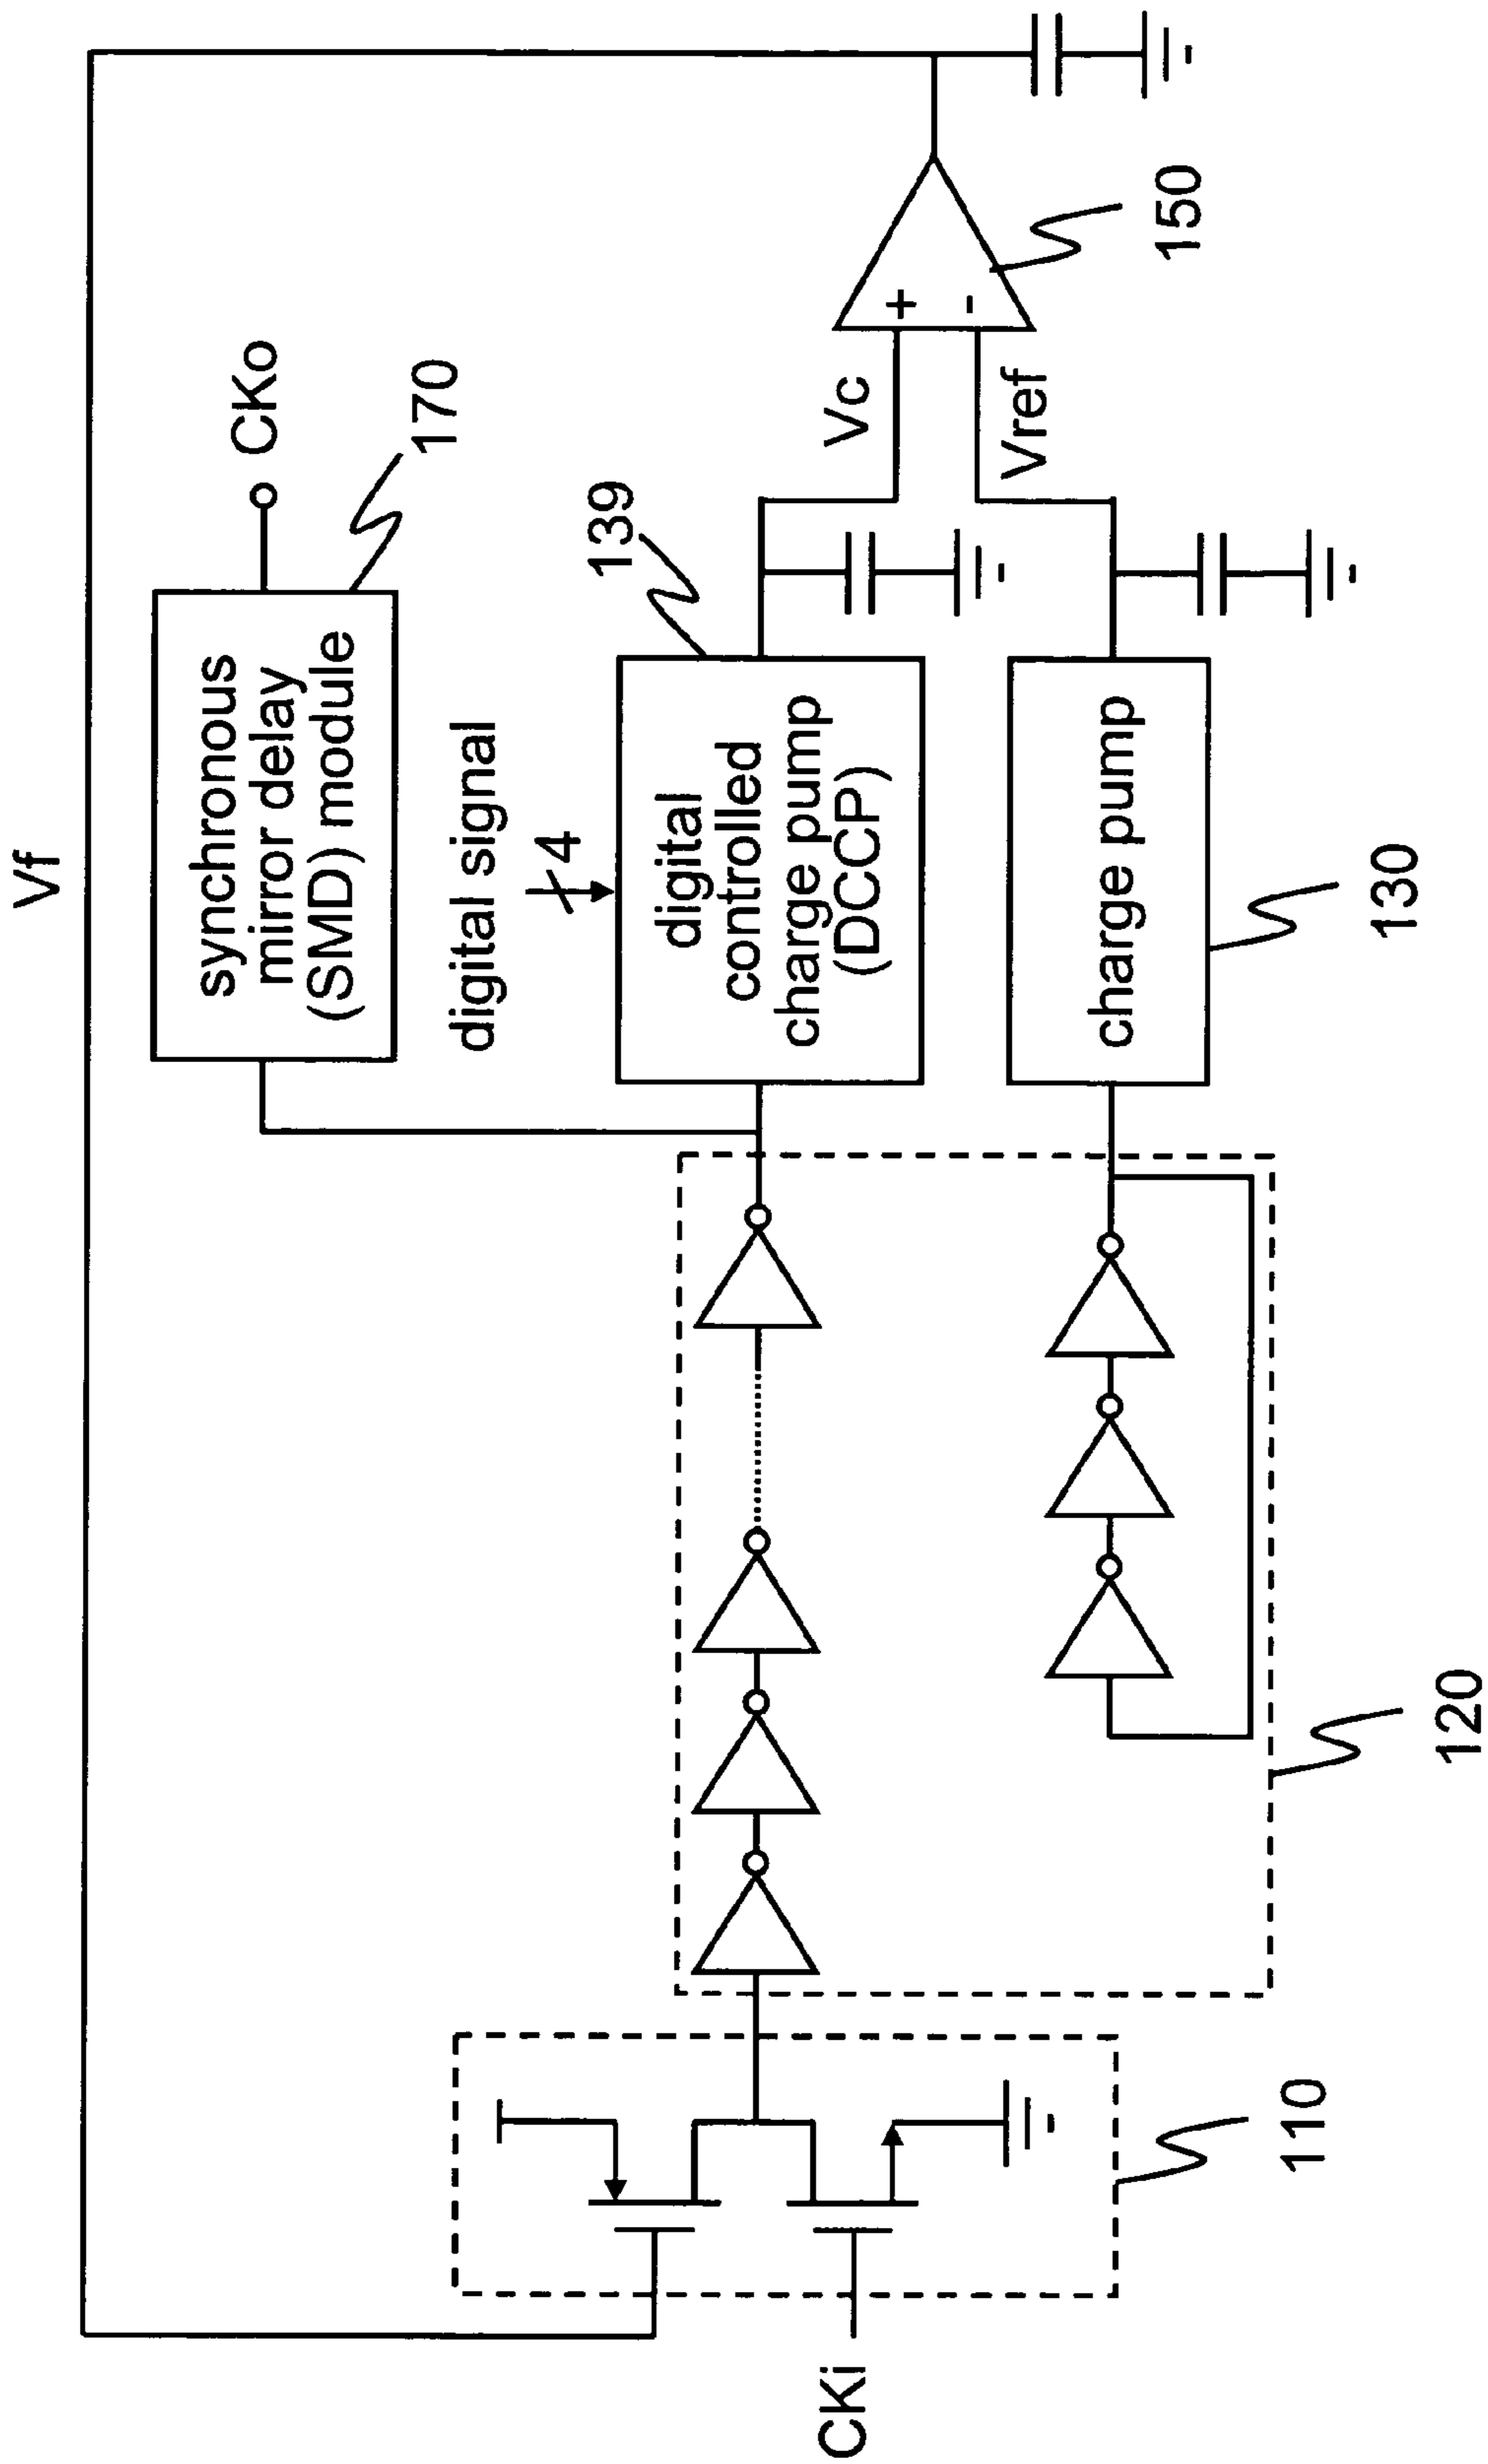 Vf
synchronous
mirror delay
(SMD) module
CKo
170
digital signal
4
digital
controlled
charge pump
(DCCP)
139
Vc
+
-
Vref
150
charge pump
130
120
110
CKi